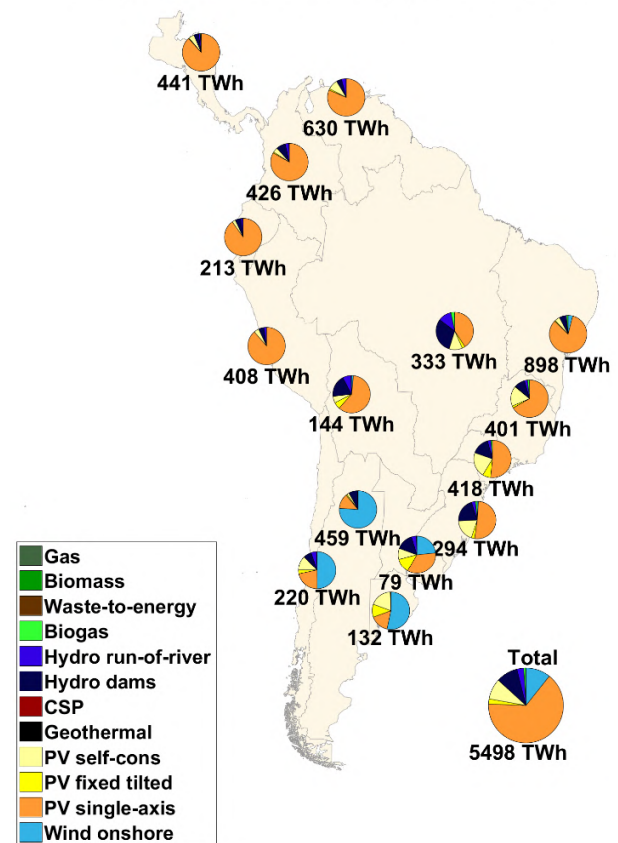 441 TWh
630 TWh
426 TWh
213 TWh
333 TWh
898 TWh
408 TWh
144 TWh
401 TWh
418 TWh
459 TWh
294 TWh
79 TWh
220 TWh
132 TWh
Gas
Biomass
Waste-to-energy
Biogas
Hydro run-of-river
Hydro dams
CSP
Geothermal
PV self-cons
PV fixed tilted
PV single-axis
Wind onshore
Total
5498 TWh